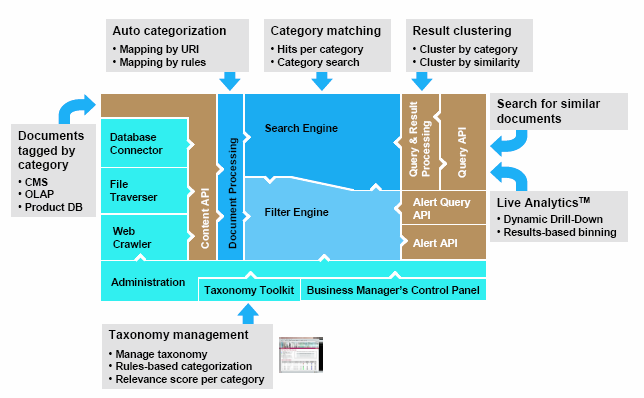 Auto categorization
• Mapping by URI
• Mapping by rules
Category matching
• Hits per category
• Category search
Result clustering
• Cluster by category
• Cluster by similarity
Documents
tagged by
category
• CMS
• OLAP
• Product DB
Database
Connector
File
Traverser
Web
Crawler
Content API
Document Processing
Search Engine
Filter Engine
Query & Result
Processing
Query API
Alert Query
API
Alert API
Search for similar
documents
Live Analytics™
• Dynamic Drill-Down
• Results-based binning
Administration
Taxonomy Toolkit
Business Manager's Control Panel
Taxonomy management
• Manage taxonomy
• Rules-based categorization
• Relevance score per category